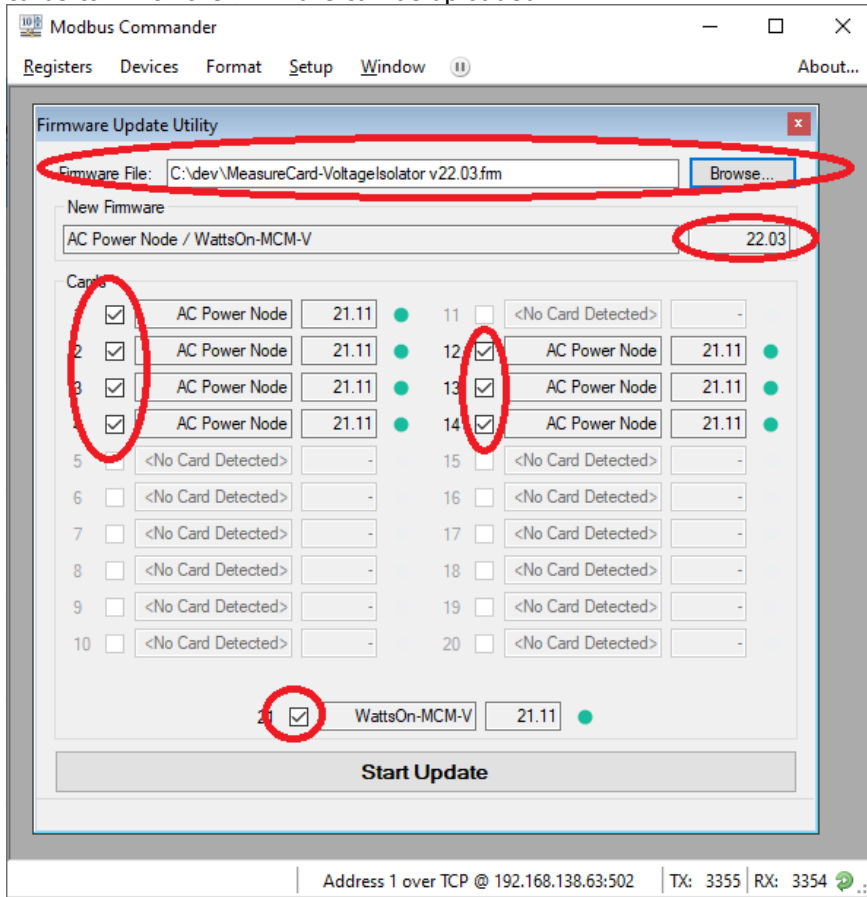 Modbus Commander
Registers Devices Format Setup Window About...
Firmware Update Utility
Firmware File: C:\dev\MeasureCard-VoltageIsolator v22.03.frm Browse...
New Firmware
AC Power Node / WattsOn-MCM-V 22.03
Cards
AC Power Node 21.11 11 <No Card Detected> -
2 AC Power Node 21.11 12 AC Power Node 21.11
3 AC Power Node 21.11 13 AC Power Node 21.11
4 AC Power Node 21.11 14 AC Power Node 21.11
5 <No Card Detected> - 15 <No Card Detected> -
6 <No Card Detected> - 16 <No Card Detected> -
7 <No Card Detected> - 17 <No Card Detected> -
8 <No Card Detected> - 18 <No Card Detected> -
9 <No Card Detected> - 19 <No Card Detected> -
10 <No Card Detected> - 20 <No Card Detected> -
21 WattsOn-MCM-V 21.11
Start Update
Address 1 over TCP @ 192.168.138.63:502 TX: 3355 RX: 3354